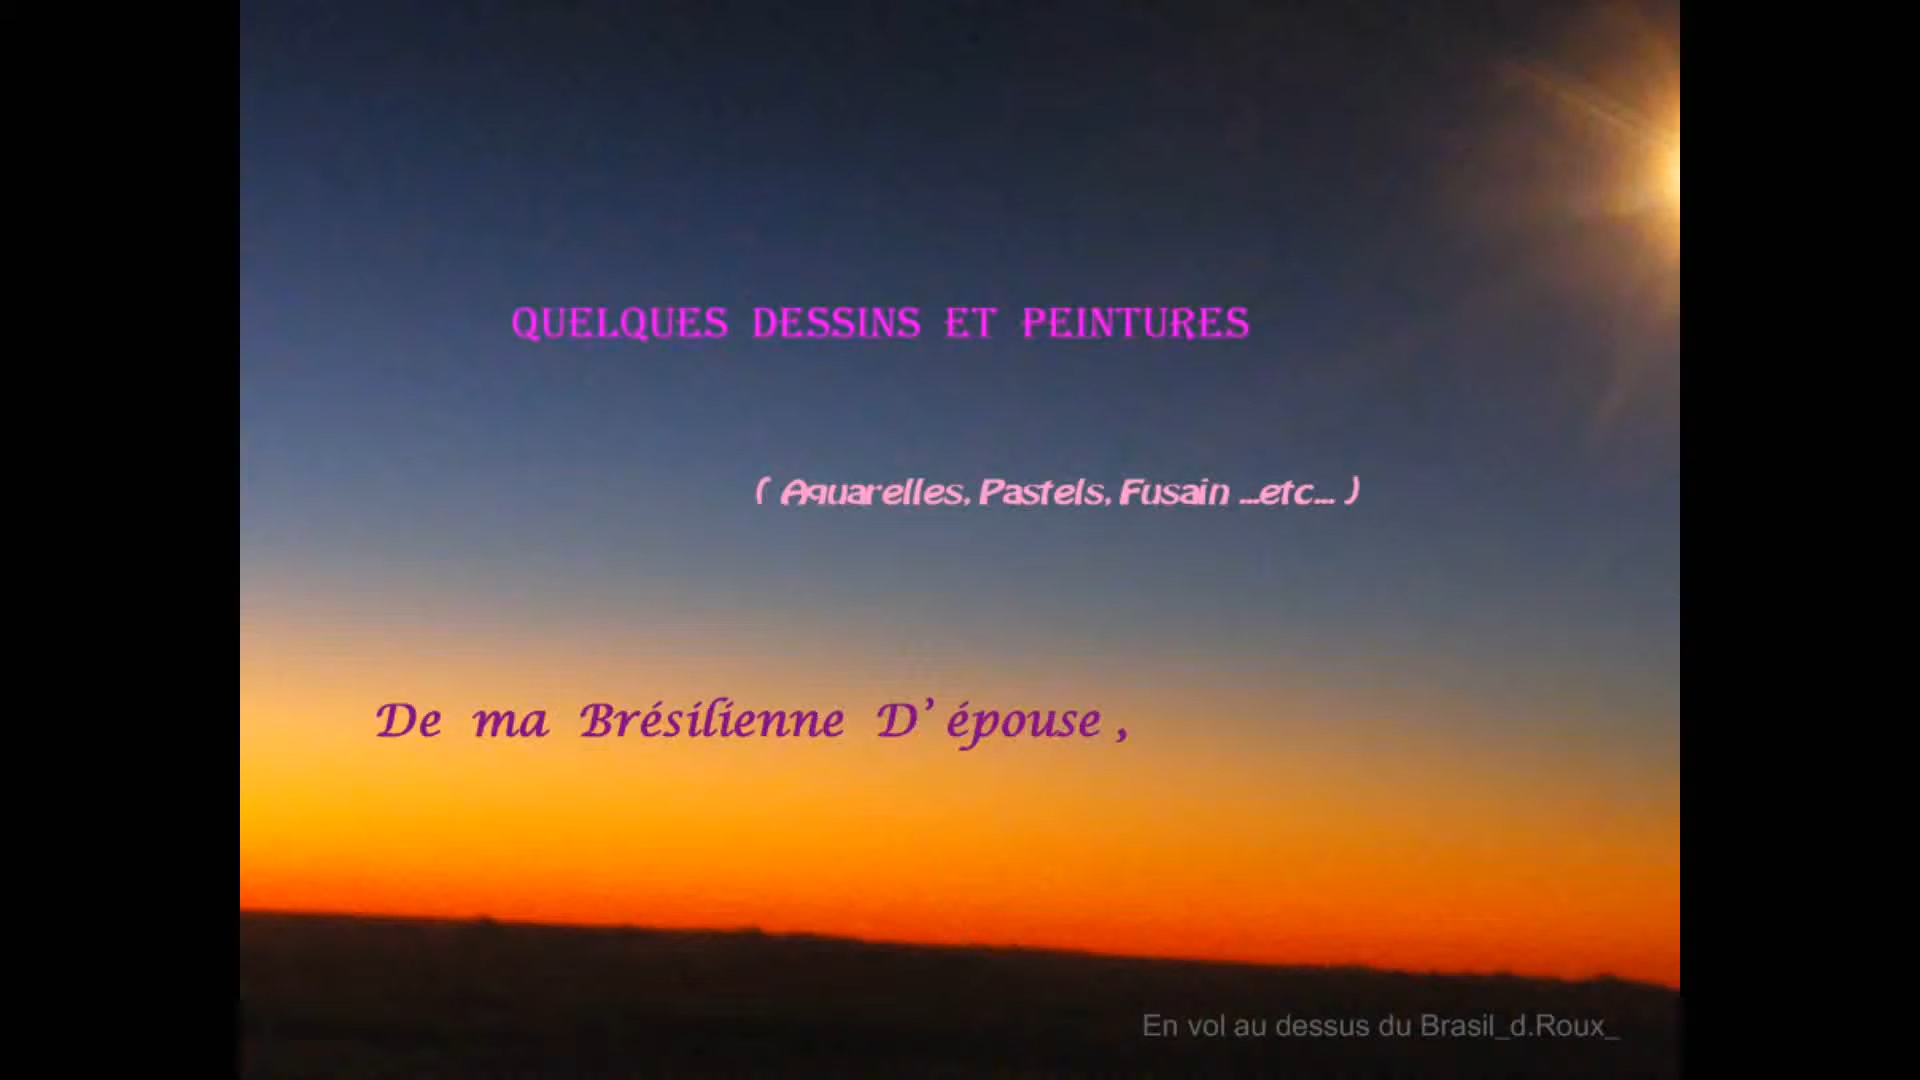 QUELQUES DESSINS ET PEINTURES
( Aquarelles, Pastels, Fusain ...etc... )
De ma Brésilienne D' épouse ,
En vol au dessus du Brasil_d.Roux_